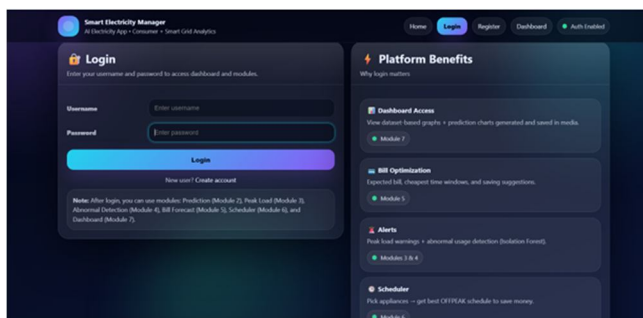 Smart Electricity Manager
AI Electricity App • Consumer + Smart Grid Analytics
Home
Login
Register
Dashboard
Auth Enabled
Login
Enter your username and password to access dashboard and modules.
Username
Enter username
Password
Enter password
Login
New user? Create account
Note: After login, you can use modules: Prediction (Module 2), Peak Load (Module 3),
Abnormal Detection (Module 4), Bill Forecast (Module 5), Scheduler (Module 6), and
Dashboard (Module 7).
Platform Benefits
Why login matters
Dashboard Access
View dataset-based graphs + prediction charts generated and saved in media.
Module 7
Bill Optimization
Expected bill, cheapest time windows, and saving suggestions.
Module 5
Alerts
Peak load warnings + abnormal usage detection (Isolation Forest).
Modules 3 & 4
Scheduler
Pick appliances → get best OFFPEAK schedule to save money.
Module 6